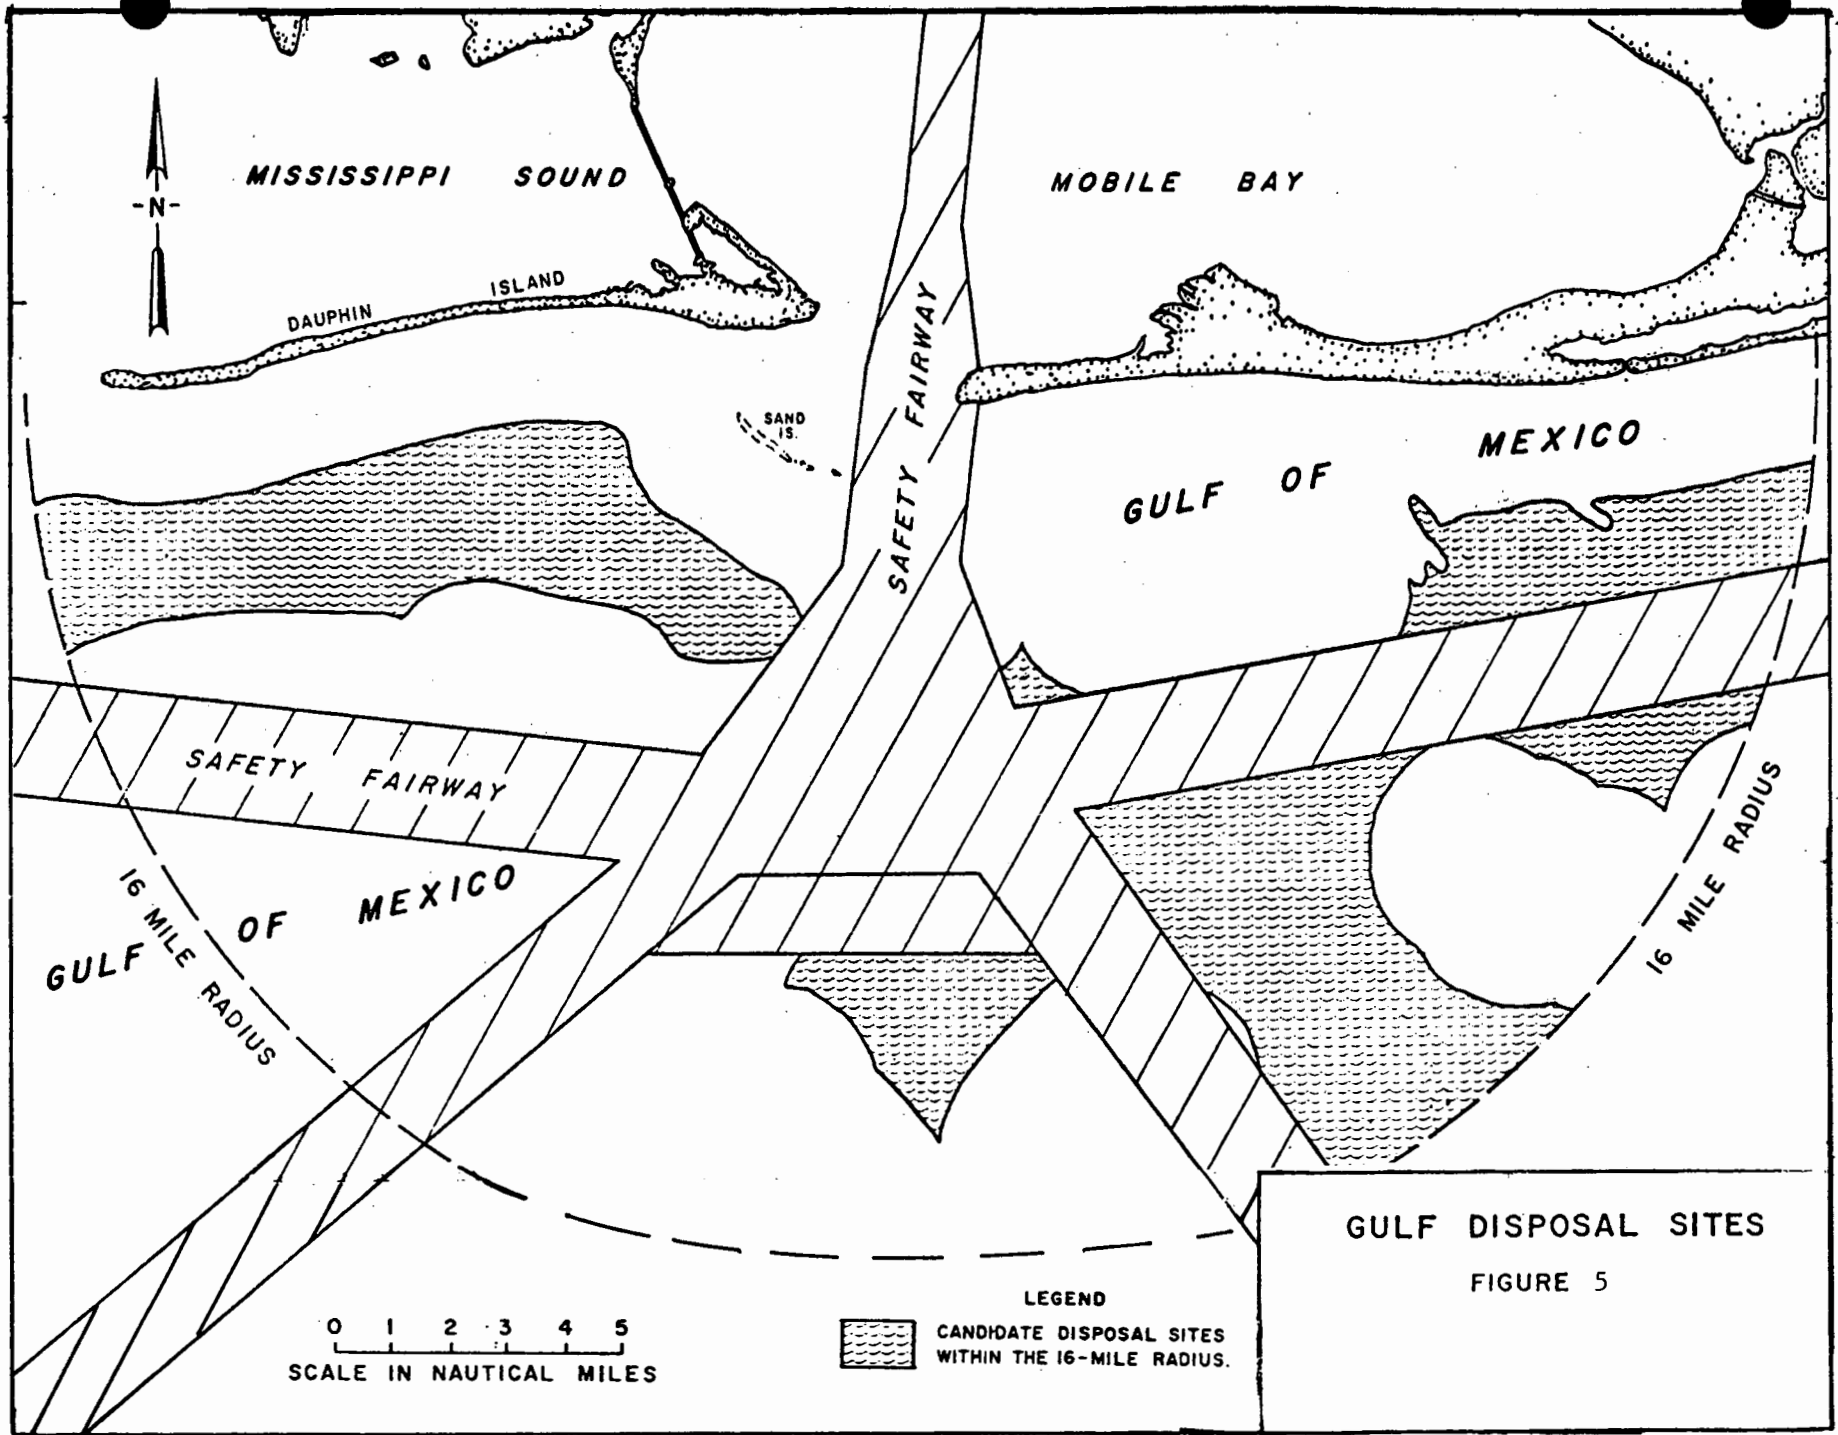 MISSISSIPPI SOUND
MOBILE BAY
-N-
DAUPHIN ISLAND
SAFETY FAIRWAY
SAND
IS.
GULF OF MEXICO
SAFETY FAIRWAY
GULF OF MEXICO
16 MILE RADIUS
16 MILE RADIUS
GULF DISPOSAL SITES
FIGURE 5
0 1 2 3 4 5
SCALE IN NAUTICAL MILES
LEGEND
CANDIDATE DISPOSAL SITES
WITHIN THE 16-MILE RADIUS.